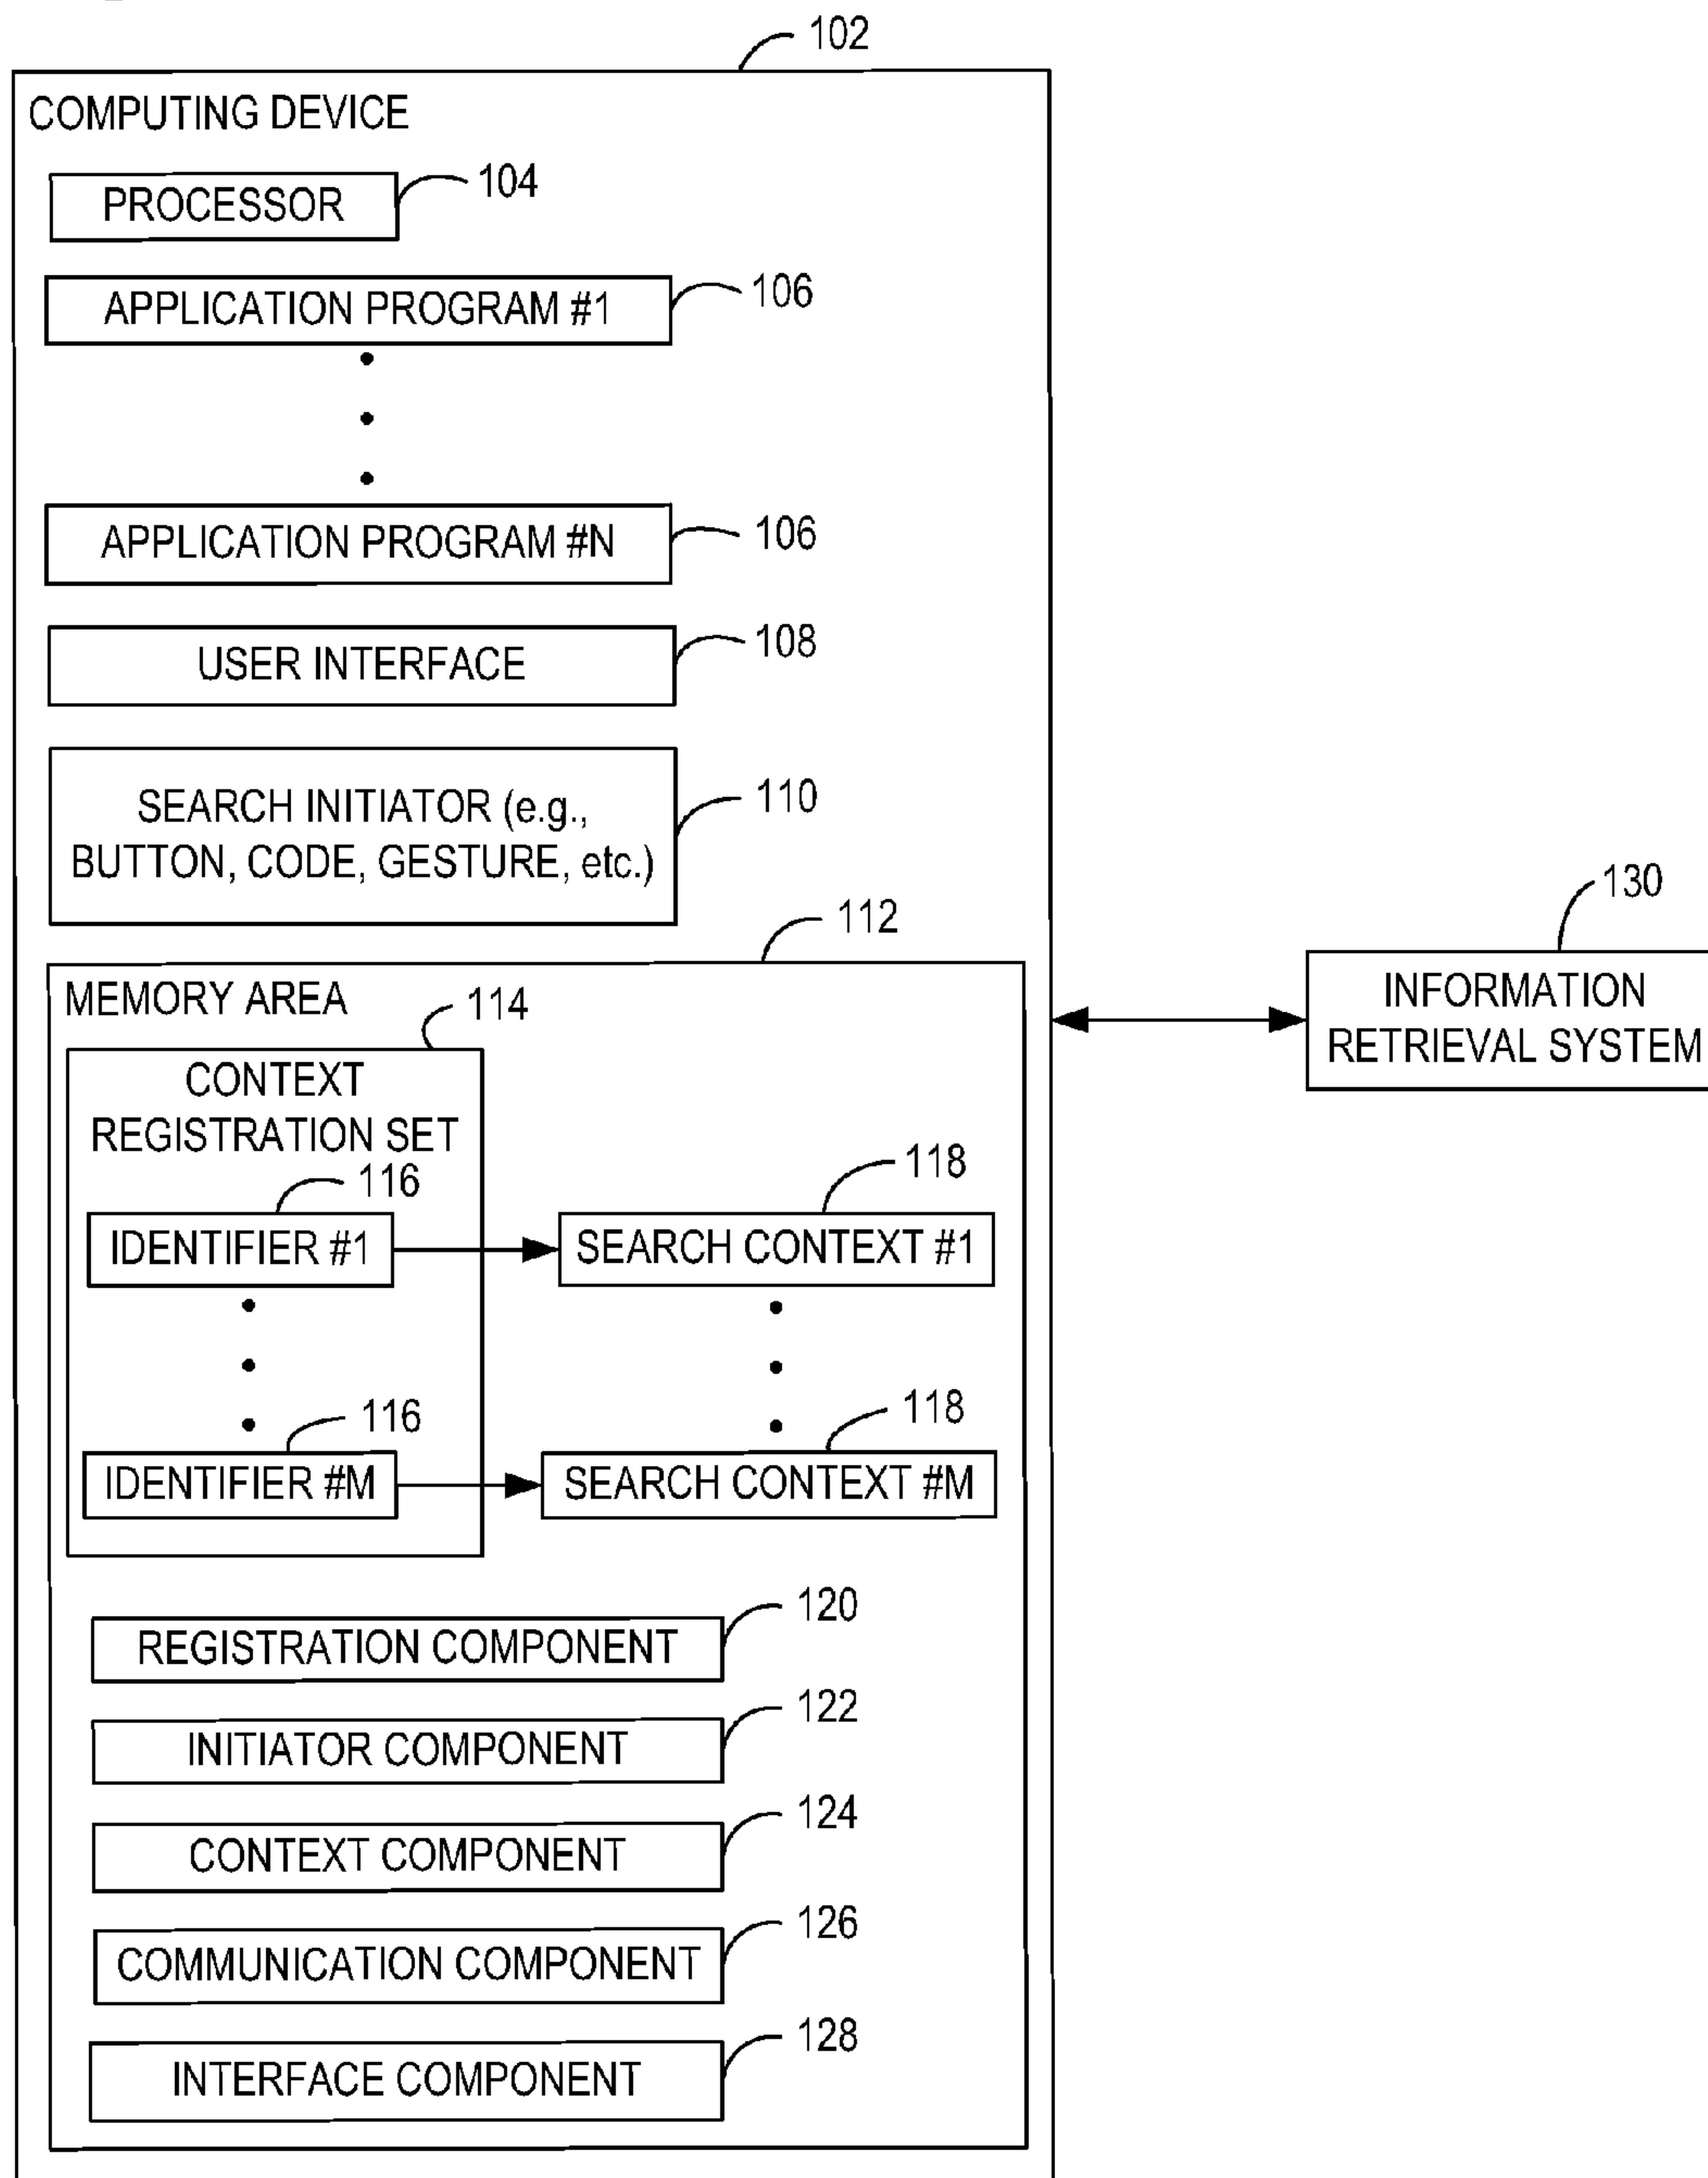 102
COMPUTING DEVICE
PROCESSOR
104
APPLICATION PROGRAM #1
106
APPLICATION PROGRAM #N
106
USER INTERFACE
108
SEARCH INITIATOR (e.g.,
BUTTON, CODE, GESTURE, etc.)
110
112
MEMORY AREA
114
CONTEXT
REGISTRATION SET
116
118
IDENTIFIER #1
SEARCH CONTEXT #1
116
118
IDENTIFIER #M
SEARCH CONTEXT #M
120
REGISTRATION COMPONENT
122
INITIATOR COMPONENT
124
CONTEXT COMPONENT
126
COMMUNICATION COMPONENT
128
INTERFACE COMPONENT
130
INFORMATION
RETRIEVAL SYSTEM